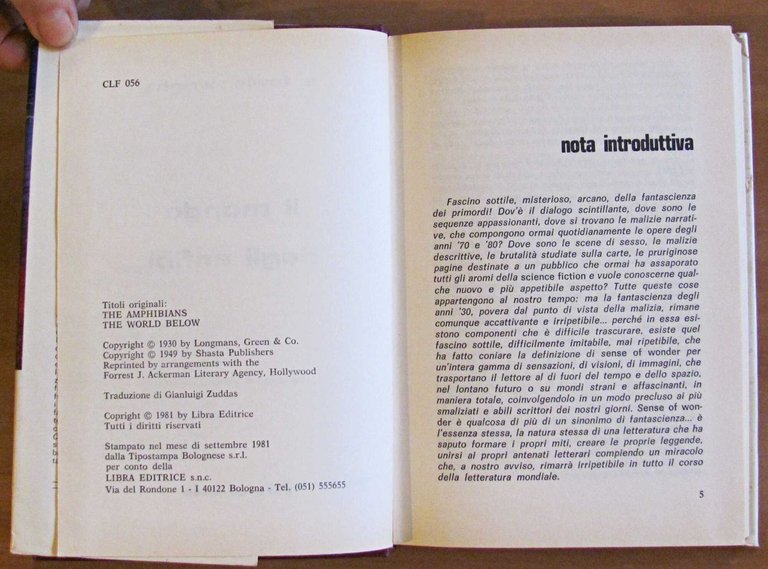 CLF 056
Titoli originali:
THE AMPHIBIANS
THE WORLD BELOW
Copyright © 1930 by Longmans, Green & Co.
Copyright © 1949 by Shasta Publishers
Reprinted by arrangements with the
Forrest J. Ackerman Literary Agency, Hollywood
Traduzione di Gianluigi Zuddas
Copright © 1981 by Libra Editrice
Tutti i diritti riservati
Stampato nel mese di settembre 1981
dalla Tipostampa Bolognese s.r.l.
per conto della
LIBRA EDITRICE s.n.c.
Via del Rondone 1 - I 40122 Bologna - Tel. (051) 555655
nota introduttiva
Fascino sottile, misterioso, arcano, della fantascienza
dei primordi! Dov'è il dialogo scintillante, dove sono le
sequenze appassionanti, dove si trovano le malizie narrati-
ve, che compongono ormai quotidianamente le opere degli
anni '70 e '80? Dove sono le scene di sesso, le malizie
descrittive, le brutalità studiate sulla carte, le pruriginose
pagine destinate a un pubblico che ormai ha assaporato
tutti gli aromi della science fiction e vuole conoscerne qual-
che nuovo e più appetibile aspetto? Tutte queste cose
appartengono al nostro tempo: ma la fantascienza degli
anni '30, povera dal punto di vista della malizia, rimane
comunque accattivante e irripetibile... perché in essa esi-
stono componenti che è difficile trascurare, esiste quel
fascino sottile, difficilmente imitabile, mai ripetibile, che
ha fatto coniare la definizione di sense of wonder per
un'intera gamma di sensazioni, di visioni, di immagini, che
trasportano il lettore al di fuori del tempo e dello spazio,
nel lontano futuro o su mondi strani e affascinanti, in
maniera totale, coinvolgendolo in un modo precluso ai più
smaliziati e abili scrittori dei nostri giorni. Sense of won-
der è qualcosa di più di un sinonimo di fantascienza... è
l'essenza stessa, la natura stessa di una letteratura che ha
saputo formare i propri miti, creare le proprie leggende,
unirsi ai propri antenati letterari compiendo un miracolo
che, a nostro avviso, rimarrà irripetibile in tutto il corso
della letteratura mondiale.
5